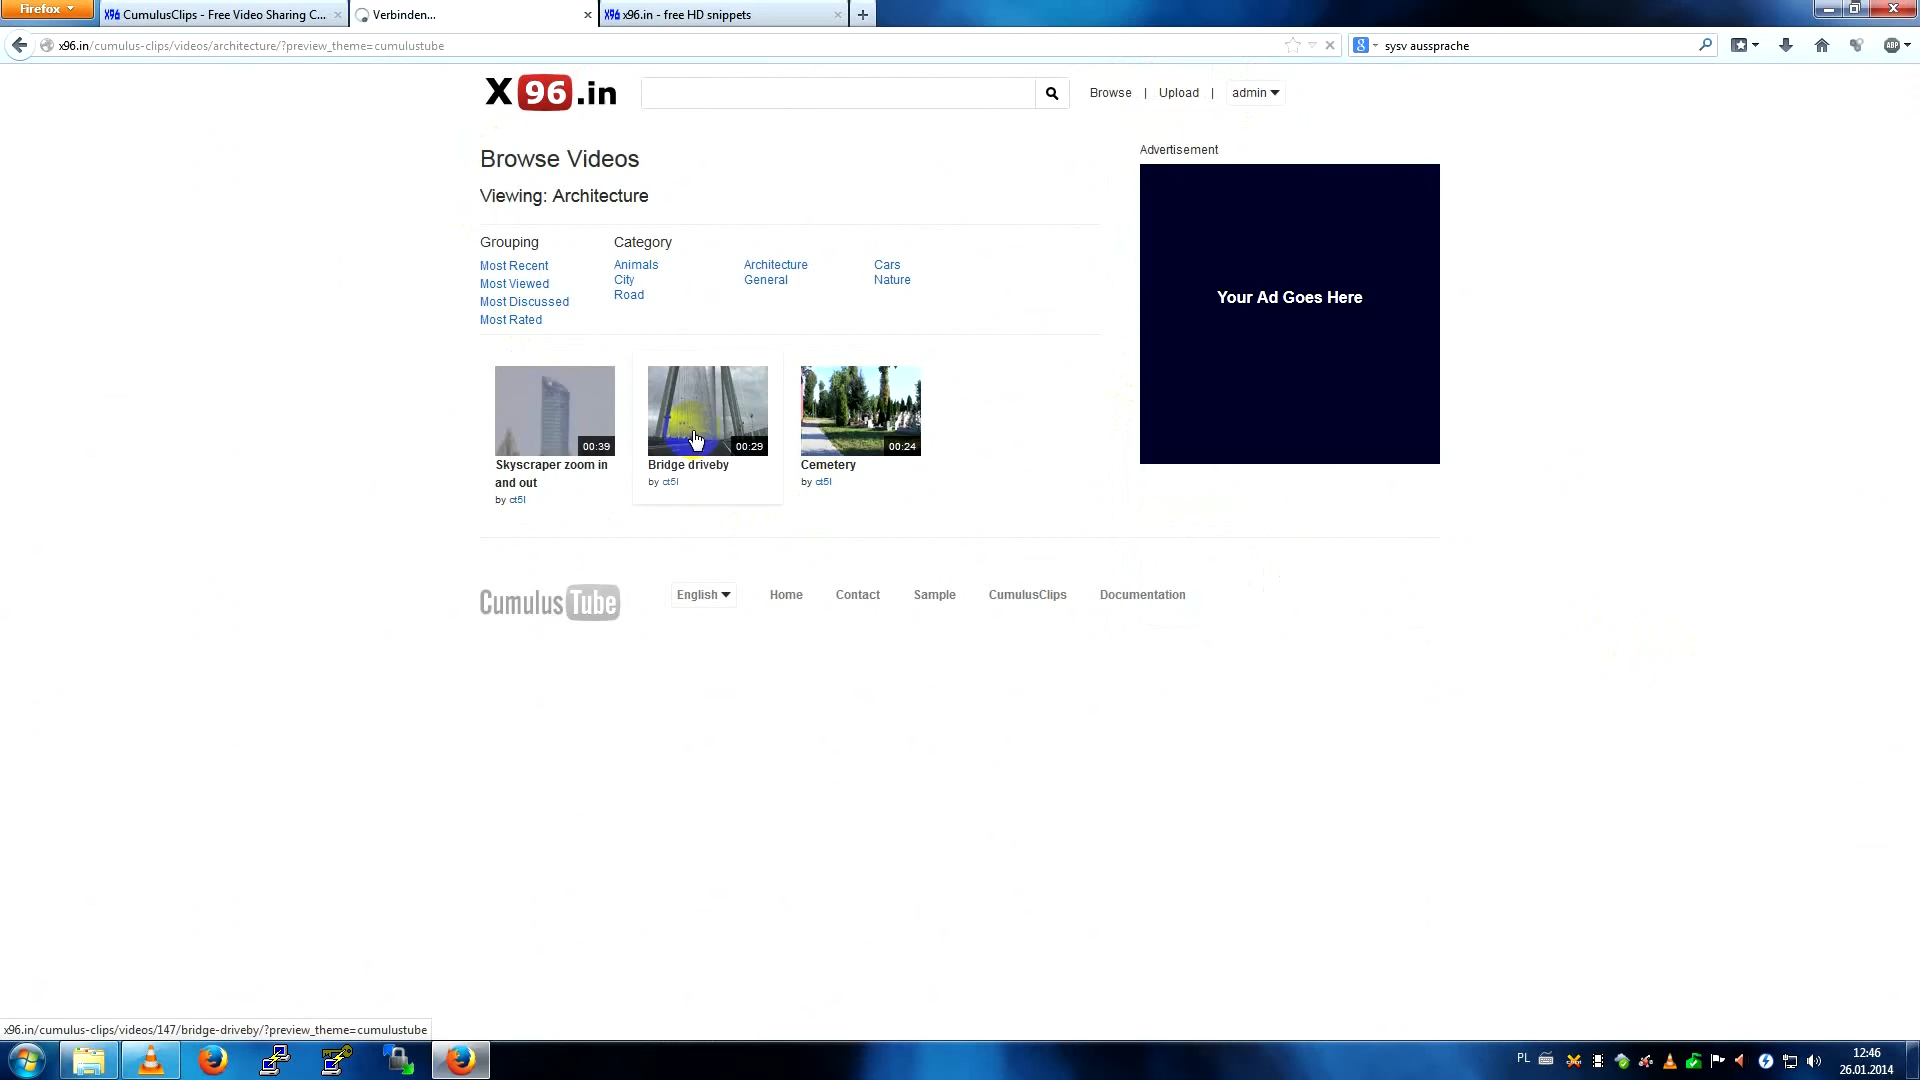 Firefox
X96 CumulusClips - Free Video Sharing C...
Verbinden...
X96 x96.in - free HD snippets
x96.in/cumulus-clips/videos/architecture/?preview_theme=cumulustube
sysv aussprache
ABP
X96.in
Browse | Upload | admin
Browse Videos
Viewing: Architecture
Advertisement
Your Ad Goes Here
Grouping
Most Recent
Most Viewed
Most Discussed
Most Rated
Category
Animals Architecture Cars
City General Nature
Road
00:39
Skyscraper zoom in
and out
by ct5l
00:29
Bridge driveby
by ct5l
00:24
Cemetery
by ct5l
CumulusTube
English
Home
Contact
Sample
CumulusClips
Documentation
x96.in/cumulus-clips/videos/147/bridge-driveby/?preview_theme=cumulustube
PL
12:46
26.01.2014